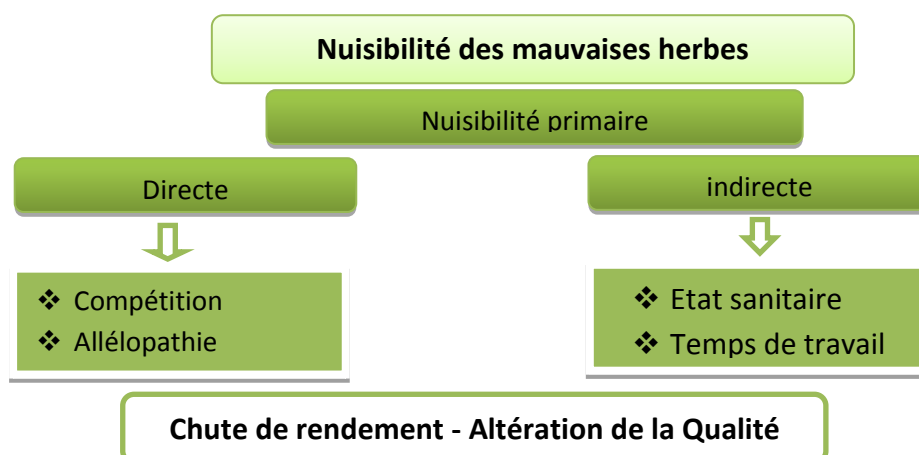 Nuisibilité des mauvaises herbes
Nuisibilité primaire
Directe
indirecte
❖ Compétition
❖ Allélopathie
❖ Etat sanitaire
❖ Temps de travail
Chute de rendement - Altération de la Qualité